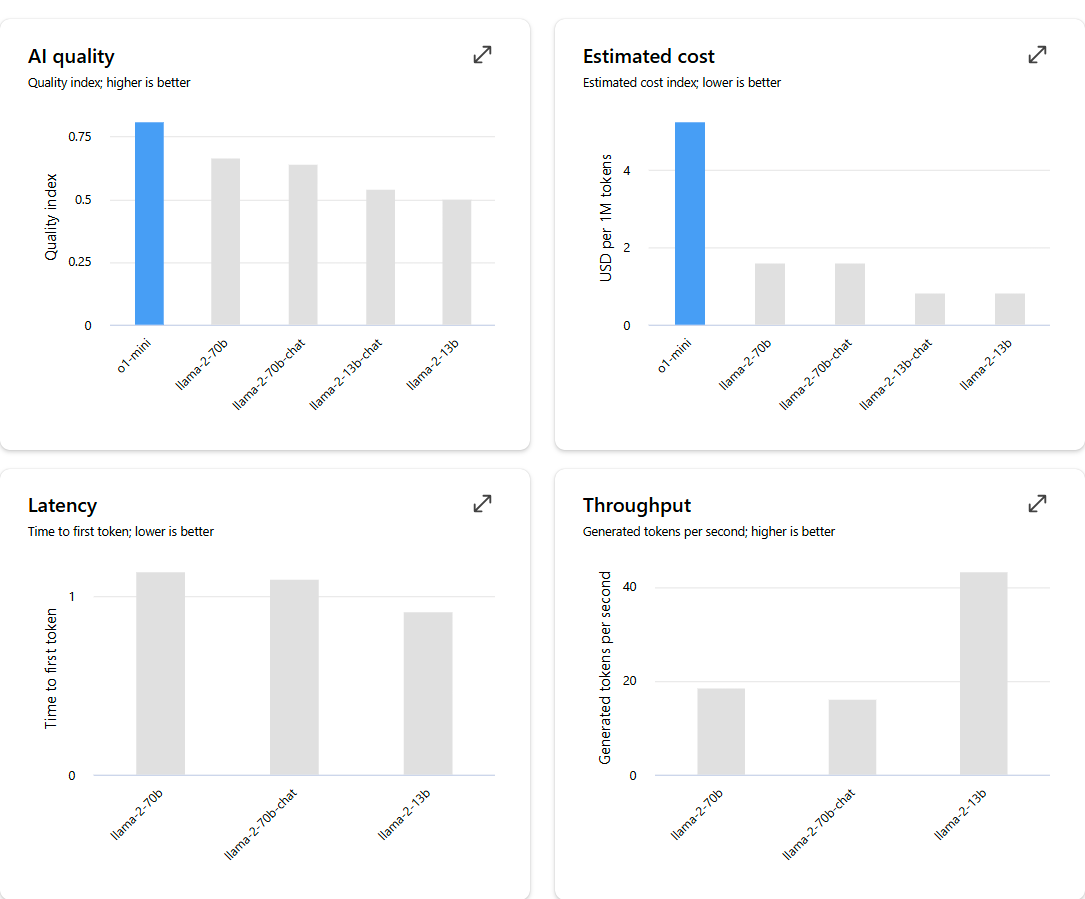 AI quality
Quality index; higher is better
Quality index
0.75
0.5
0.25
0
o1-mini
llama-2-70b
llama-2-70b-chat
llama-2-13b-chat
llama-2-13b
Estimated cost
Estimated cost index; lower is better
USD per 1M tokens
4
2
0
o1-mini
llama-2-70b
llama-2-70b-chat
llama-2-13b-chat
llama-2-13b
Latency
Time to first token; lower is better
Time to first token
1
0
llama-2-70b
llama-2-70b-chat
llama-2-13b
Throughput
Generated tokens per second; higher is better
Generated tokens per second
40
20
0
llama-2-70b
llama-2-70b-chat
llama-2-13b